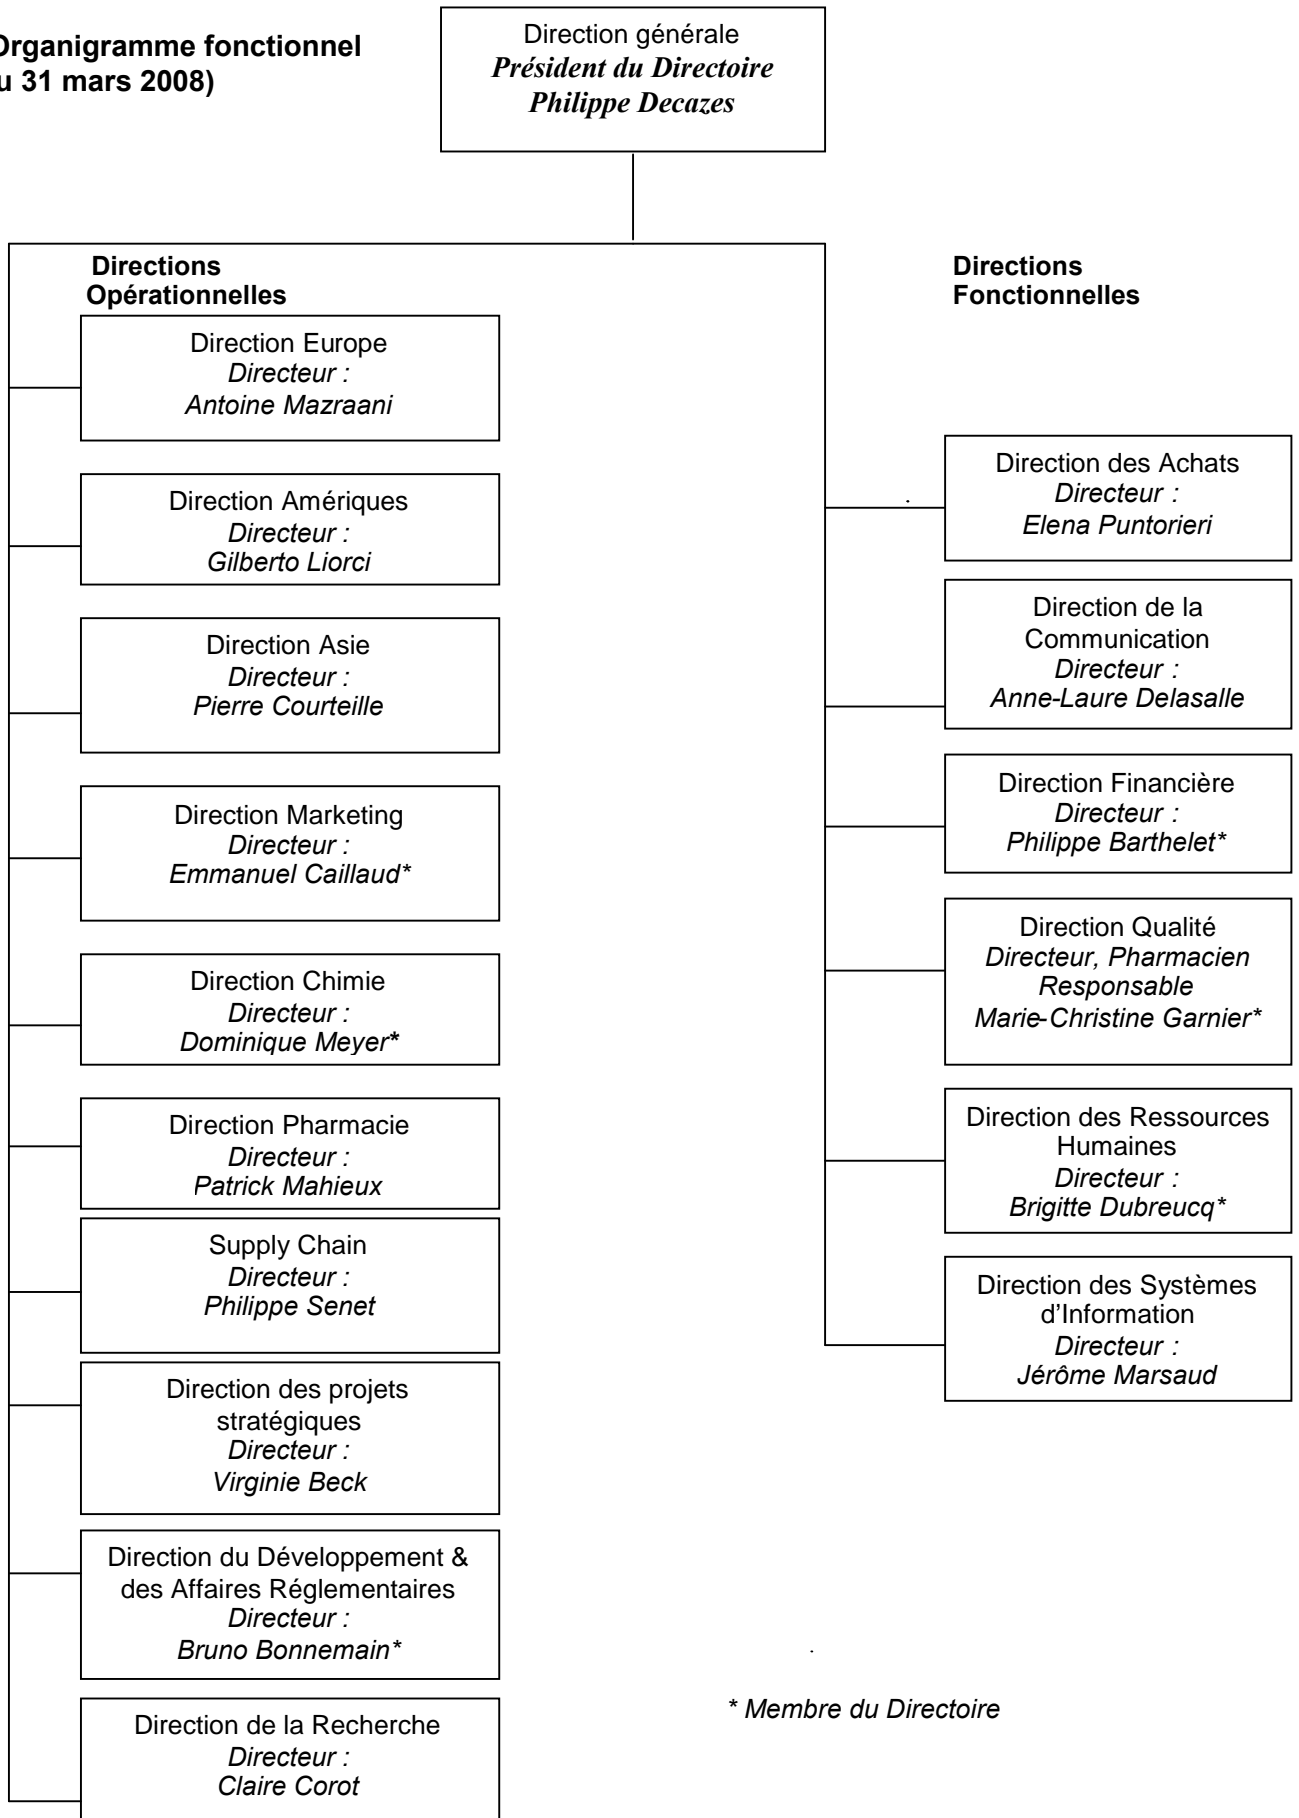 Organigramme fonctionnel
u 31 mars 2008)
Direction générale
Président du Directoire
Philippe Decazes
Directions
Opérationnelles
Direction Europe
Directeur :
Antoine Mazraani
Direction Amériques
Directeur :
Gilberto Liorci
Direction Asie
Directeur :
Pierre Courteille
Direction Marketing
Directeur :
Emmanuel Caillaud*
Direction Chimie
Directeur :
Dominique Meyer*
Direction Pharmacie
Directeur :
Patrick Mahieux
Supply Chain
Directeur :
Philippe Senet
Direction des projets
stratégiques
Directeur :
Virginie Beck
Direction du Développement &
des Affaires Réglementaires
Directeur :
Bruno Bonnemain*
Direction de la Recherche
Directeur :
Claire Corot
Directions
Fonctionnelles
Direction des Achats
Directeur :
Elena Puntorieri
Direction de la
Communication
Directeur :
Anne-Laure Delasalle
Direction Financière
Directeur :
Philippe Barthelet*
Direction Qualité
Directeur, Pharmacien
Responsable
Marie-Christine Garnier*
Direction des Ressources
Humaines
Directeur :
Brigitte Dubreucq*
Direction des Systèmes
d'Information
Directeur :
Jérôme Marsaud
* Membre du Directoire